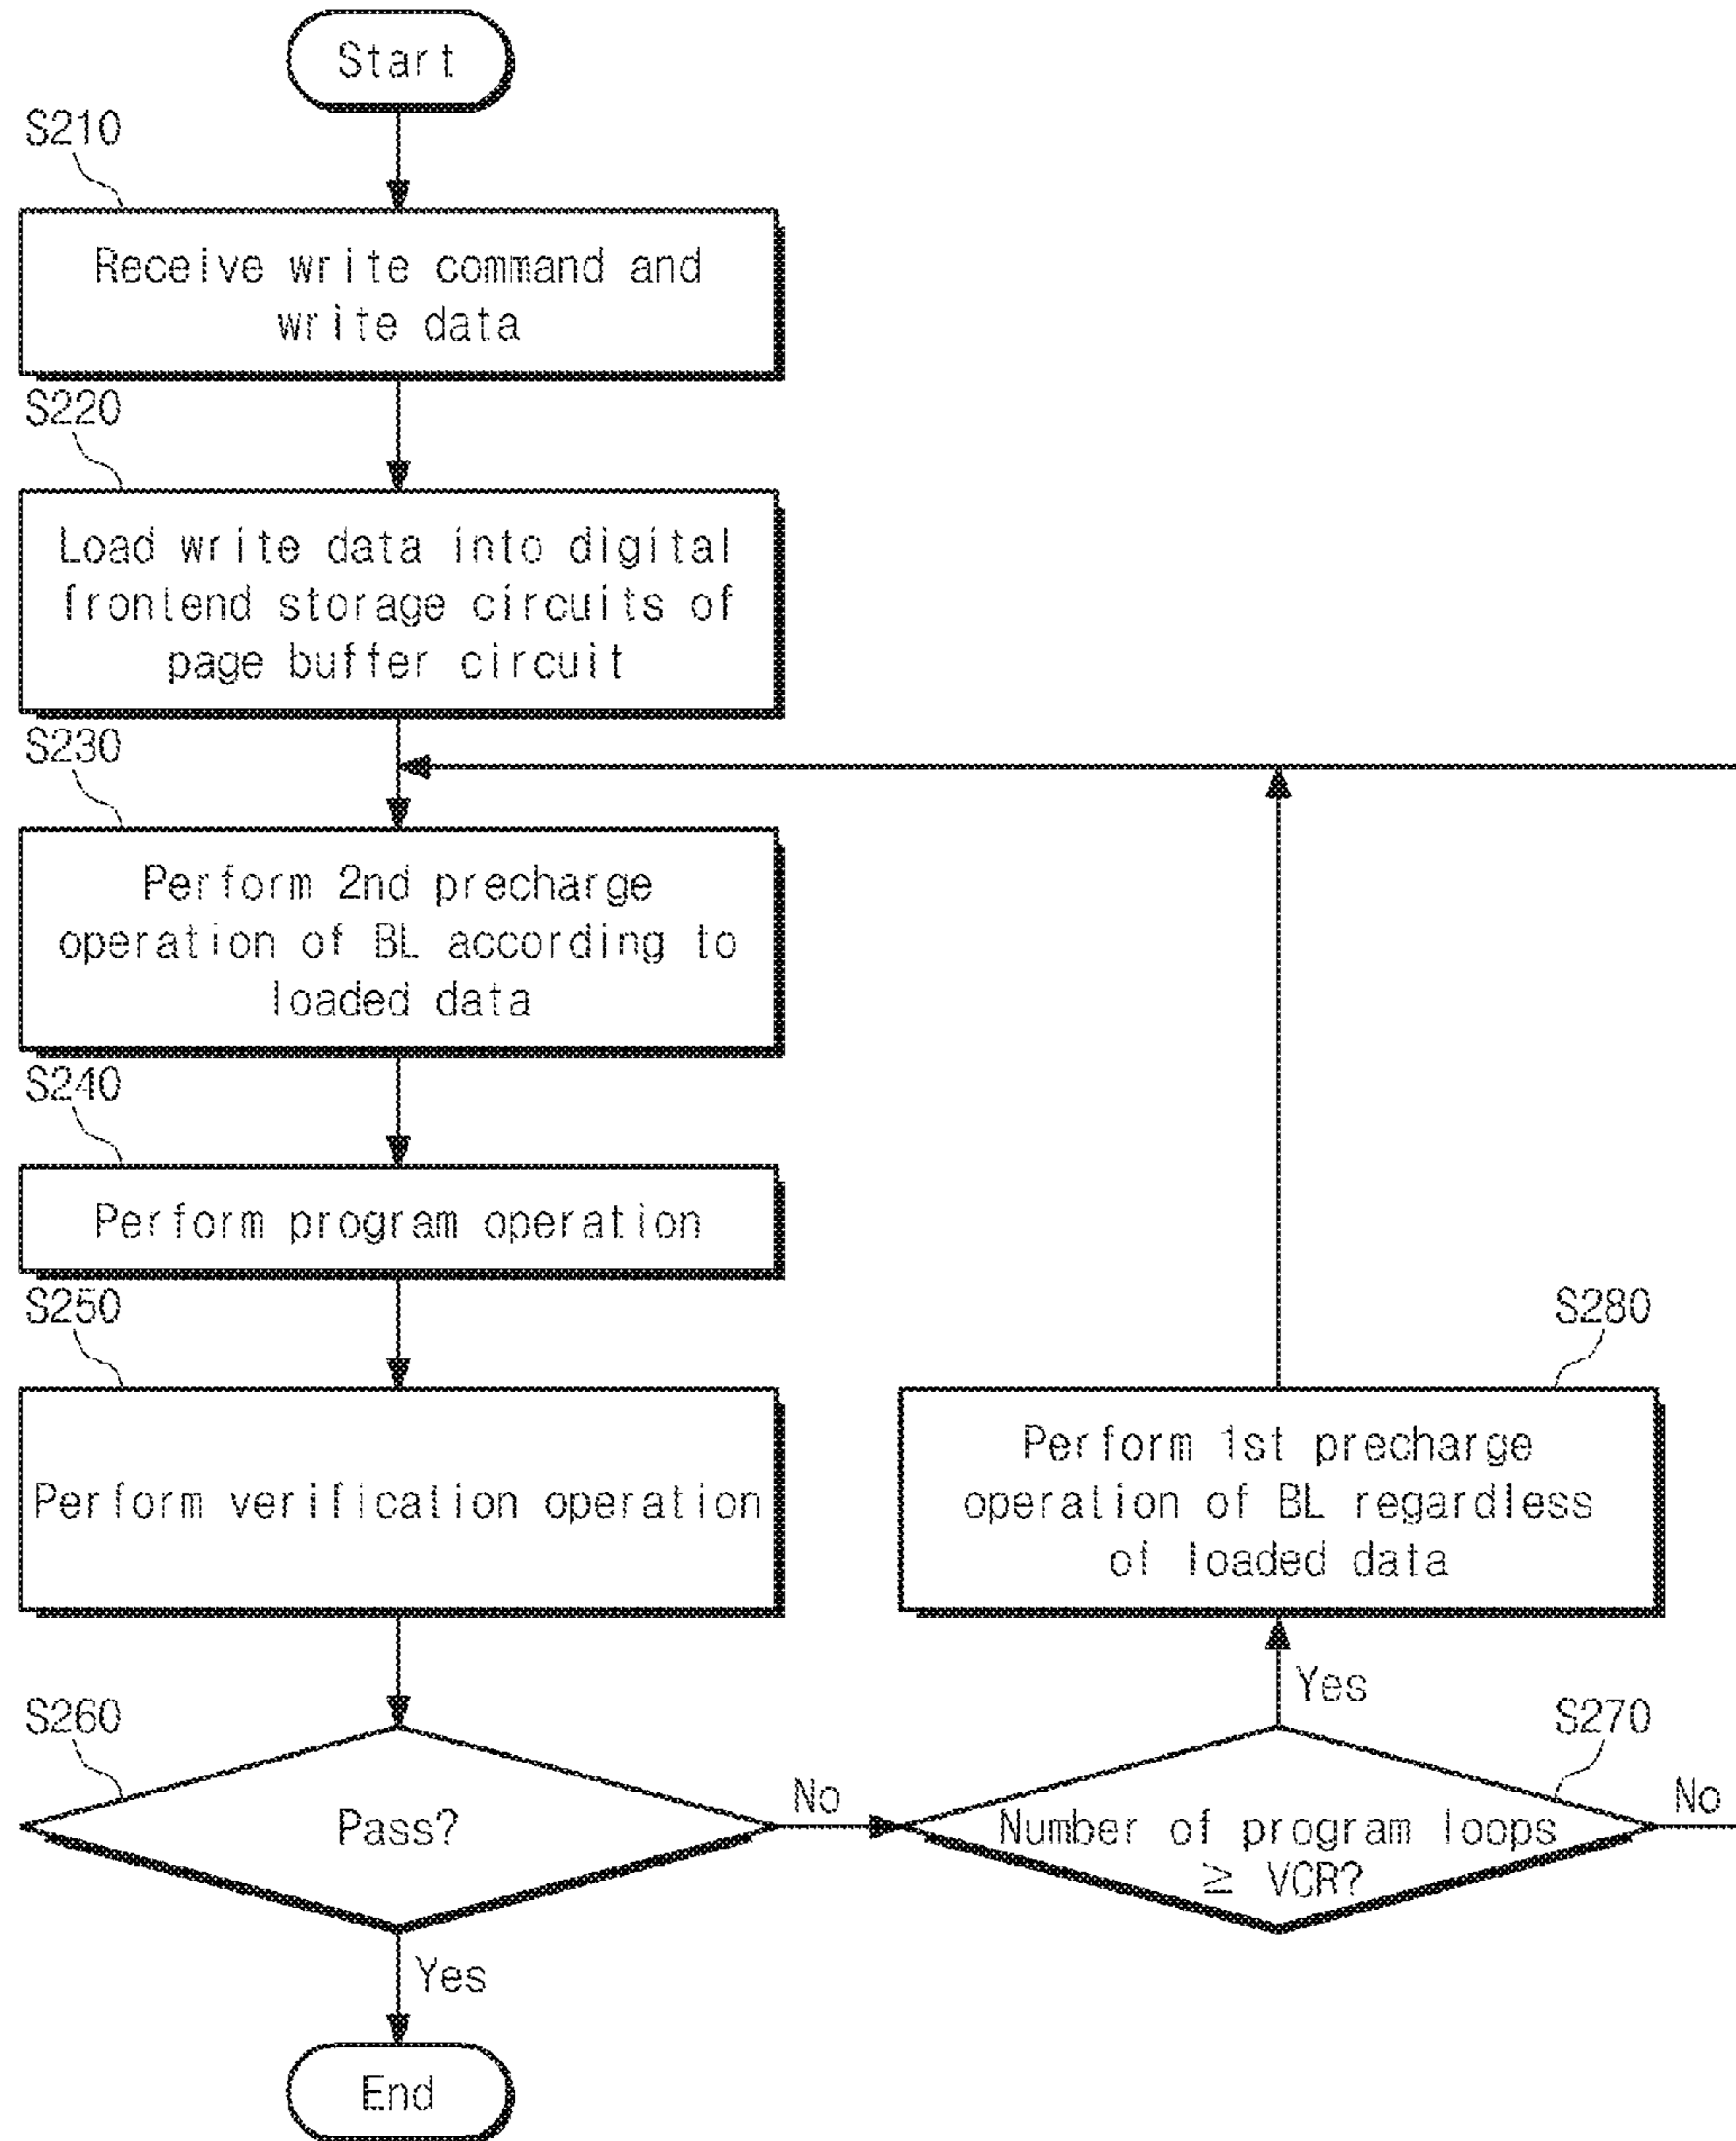 Start
S210
Receive write command and
write data
S220
Load write data into digital
frontend storage circuits of
page buffer circuit
S230
Perform 2nd precharge
operation of BL according to
loaded data
S240
Perform program operation
S250
Perform verification operation
S280
Perform 1st precharge
operation of BL regardless
of loaded data
Yes
S260
Pass?
No
S270
Number of program loops
≥ VCR?
No
Yes
End